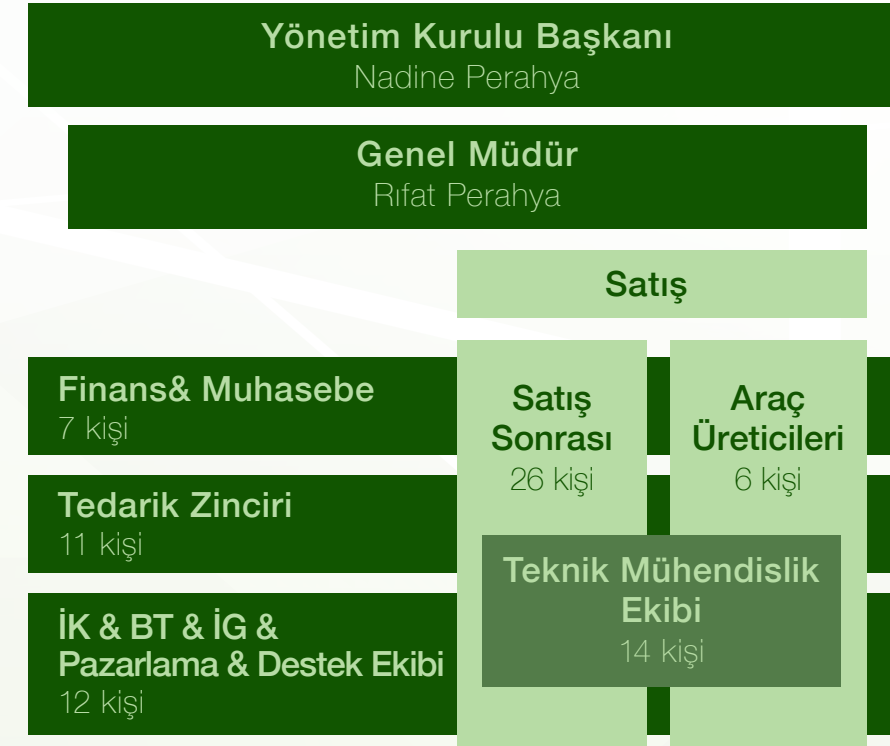 Yönetim Kurulu Başkanı
Nadine Perahya
Genel Müdür
Rıfat Perahya
Satış
Finans& Muhasebe
7 kişi
Satış
Sonrası
26 kişi
Araç
Üreticileri
6 kişi
Tedarik Zinciri
11 kişi
Teknik Mühendislik
Ekibi
14 kişi
İK & BT & İG &
Pazarlama & Destek Ekibi
12 kişi